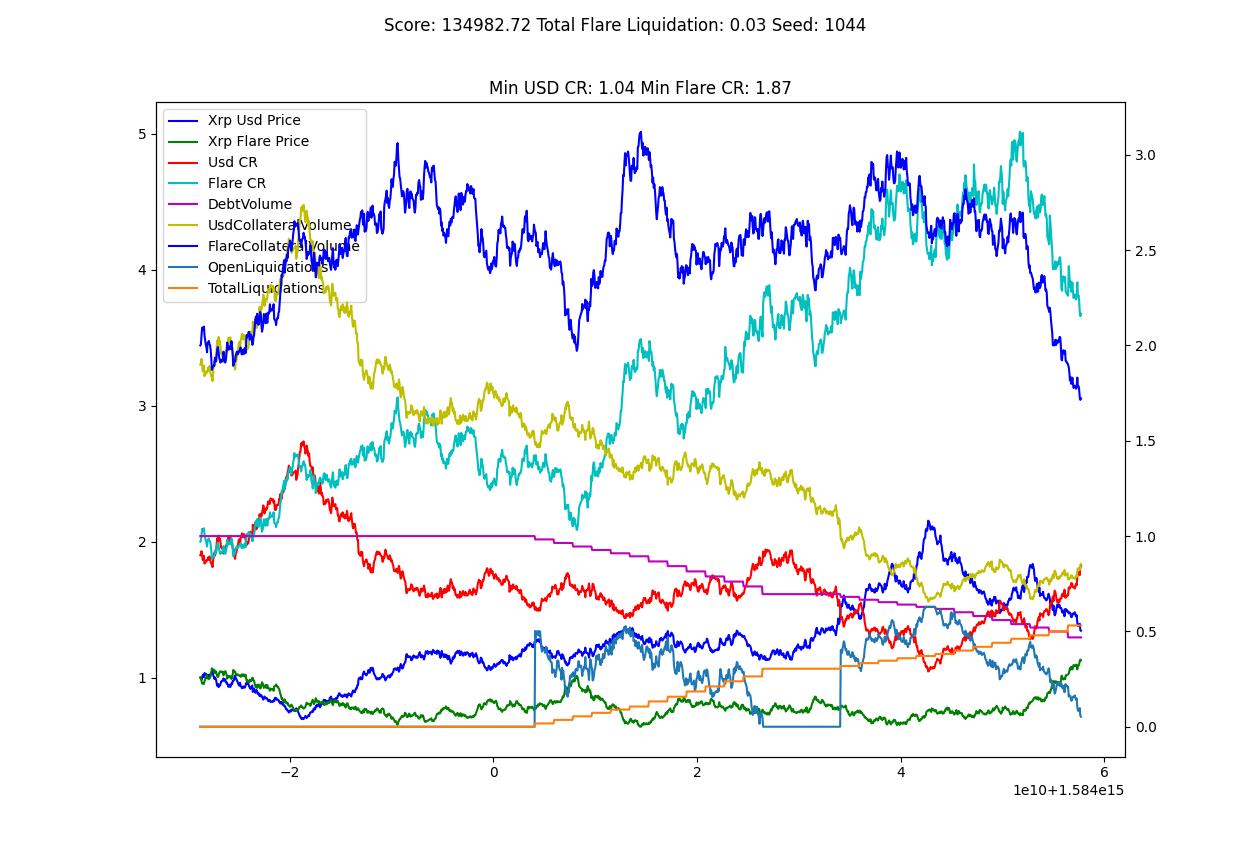 Score: 134982.72 Total Flare Liquidation: 0.03 Seed: 1044
Min USD CR: 1.04 Min Flare CR: 1.87
Xrp Usd Price
Xrp Flare Price
Usd CR
Flare CR
DebtVolume
UsdCollateralVolume
FlareCollateralVolume
OpenLiquidations
TotalLiquidations
5
4
3
2
1
3.0
2.5
2.0
1.5
1.0
0.5
0.0
−2
0
2
4
6
1e10+1.584e15